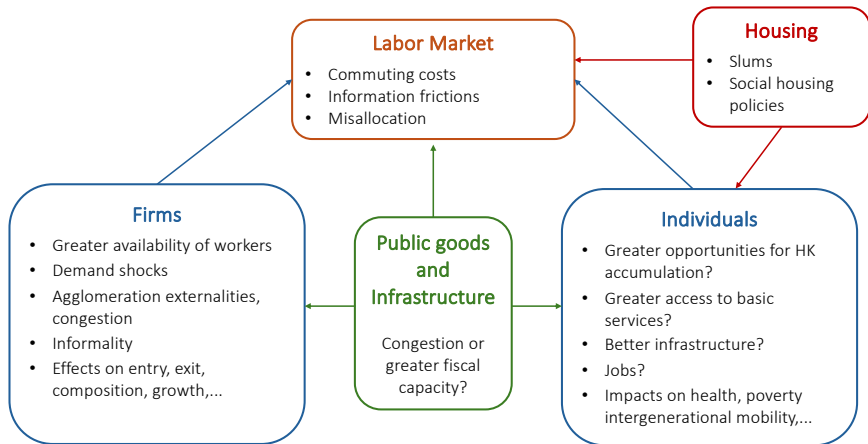 Labor Market
• Commuting costs
• Information frictions
• Misallocation
Housing
• Slums
• Social housing
policies
Firms
• Greater availability of workers
• Demand shocks
• Agglomeration externalities,
congestion
• Informality
• Effects on entry, exit,
composition, growth,...
Public goods
and
Infrastructure
Congestion or
greater fiscal
capacity?
Individuals
• Greater opportunities for HK
accumulation?
• Greater access to basic
services?
• Better infrastructure?
• Jobs?
• Impacts on health, poverty
intergenerational mobility,...